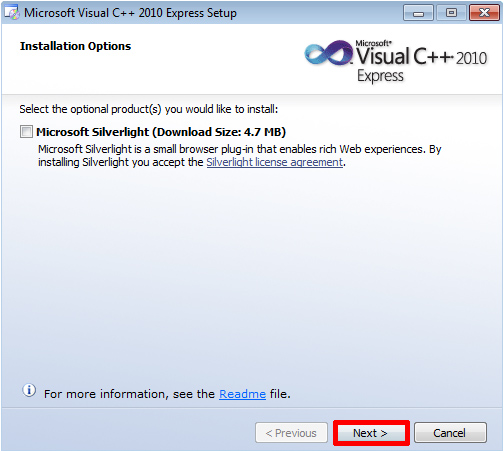 Microsoft Visual C++ 2010 Express Setup
Installation Options
Microsoft®
Visual C++ 2010
Express
Select the optional product(s) you would like to install:
Microsoft Silverlight (Download Size: 4.7 MB)
Microsoft Silverlight is a small browser plug-in that enables rich Web experiences. By
installing Silverlight you accept the Silverlight license agreement.
For more information, see the Readme file.
< Previous Next > Cancel